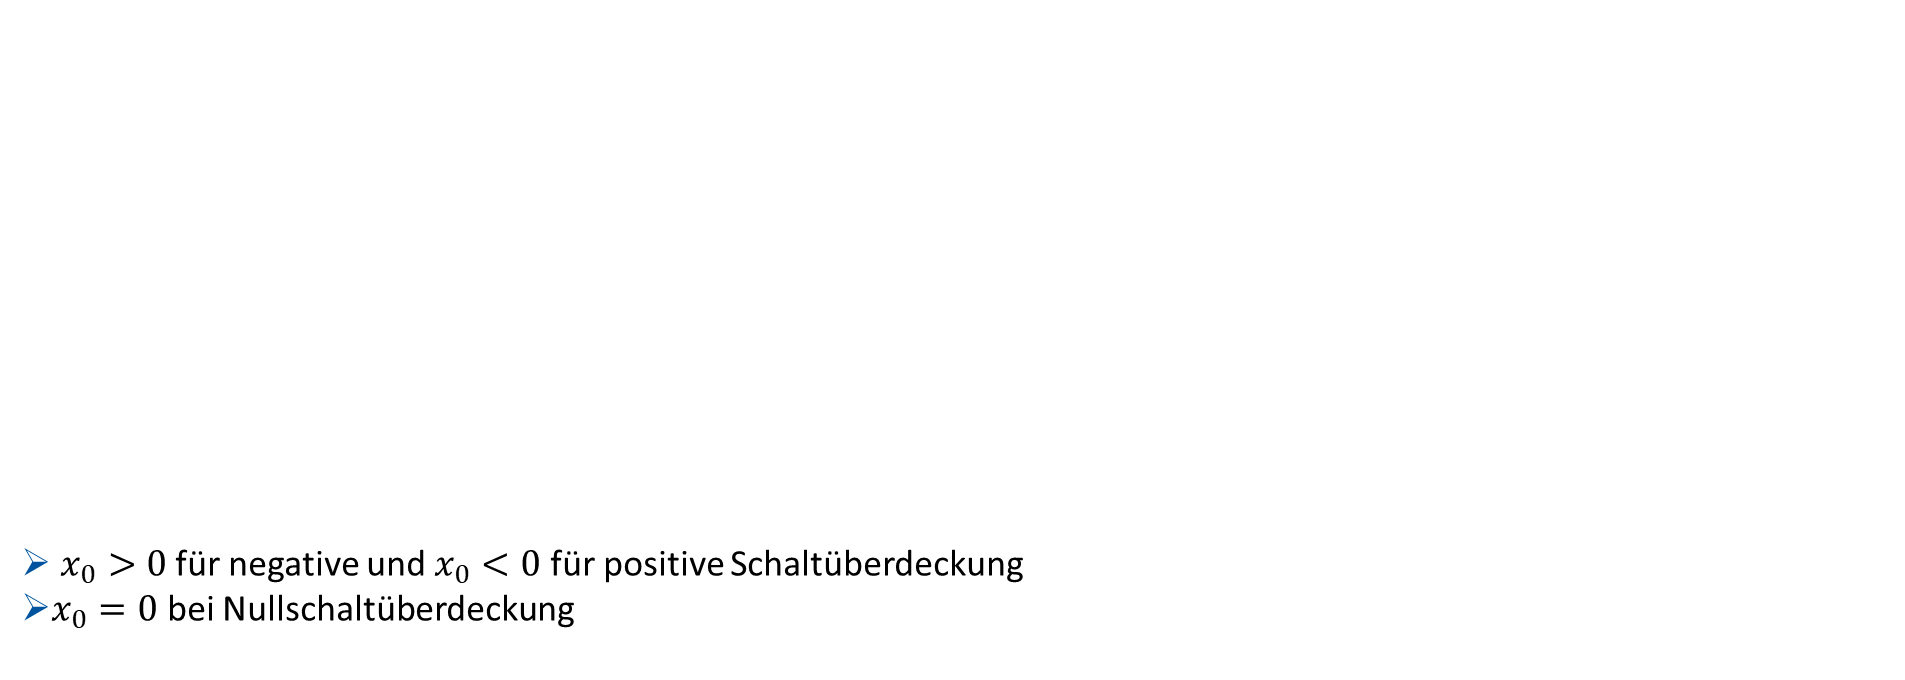 ➢ x₀ > 0 für negative und x₀ < 0 für positive Schaltüberdeckung
➢ x₀ = 0 bei Nullschaltüberdeckung